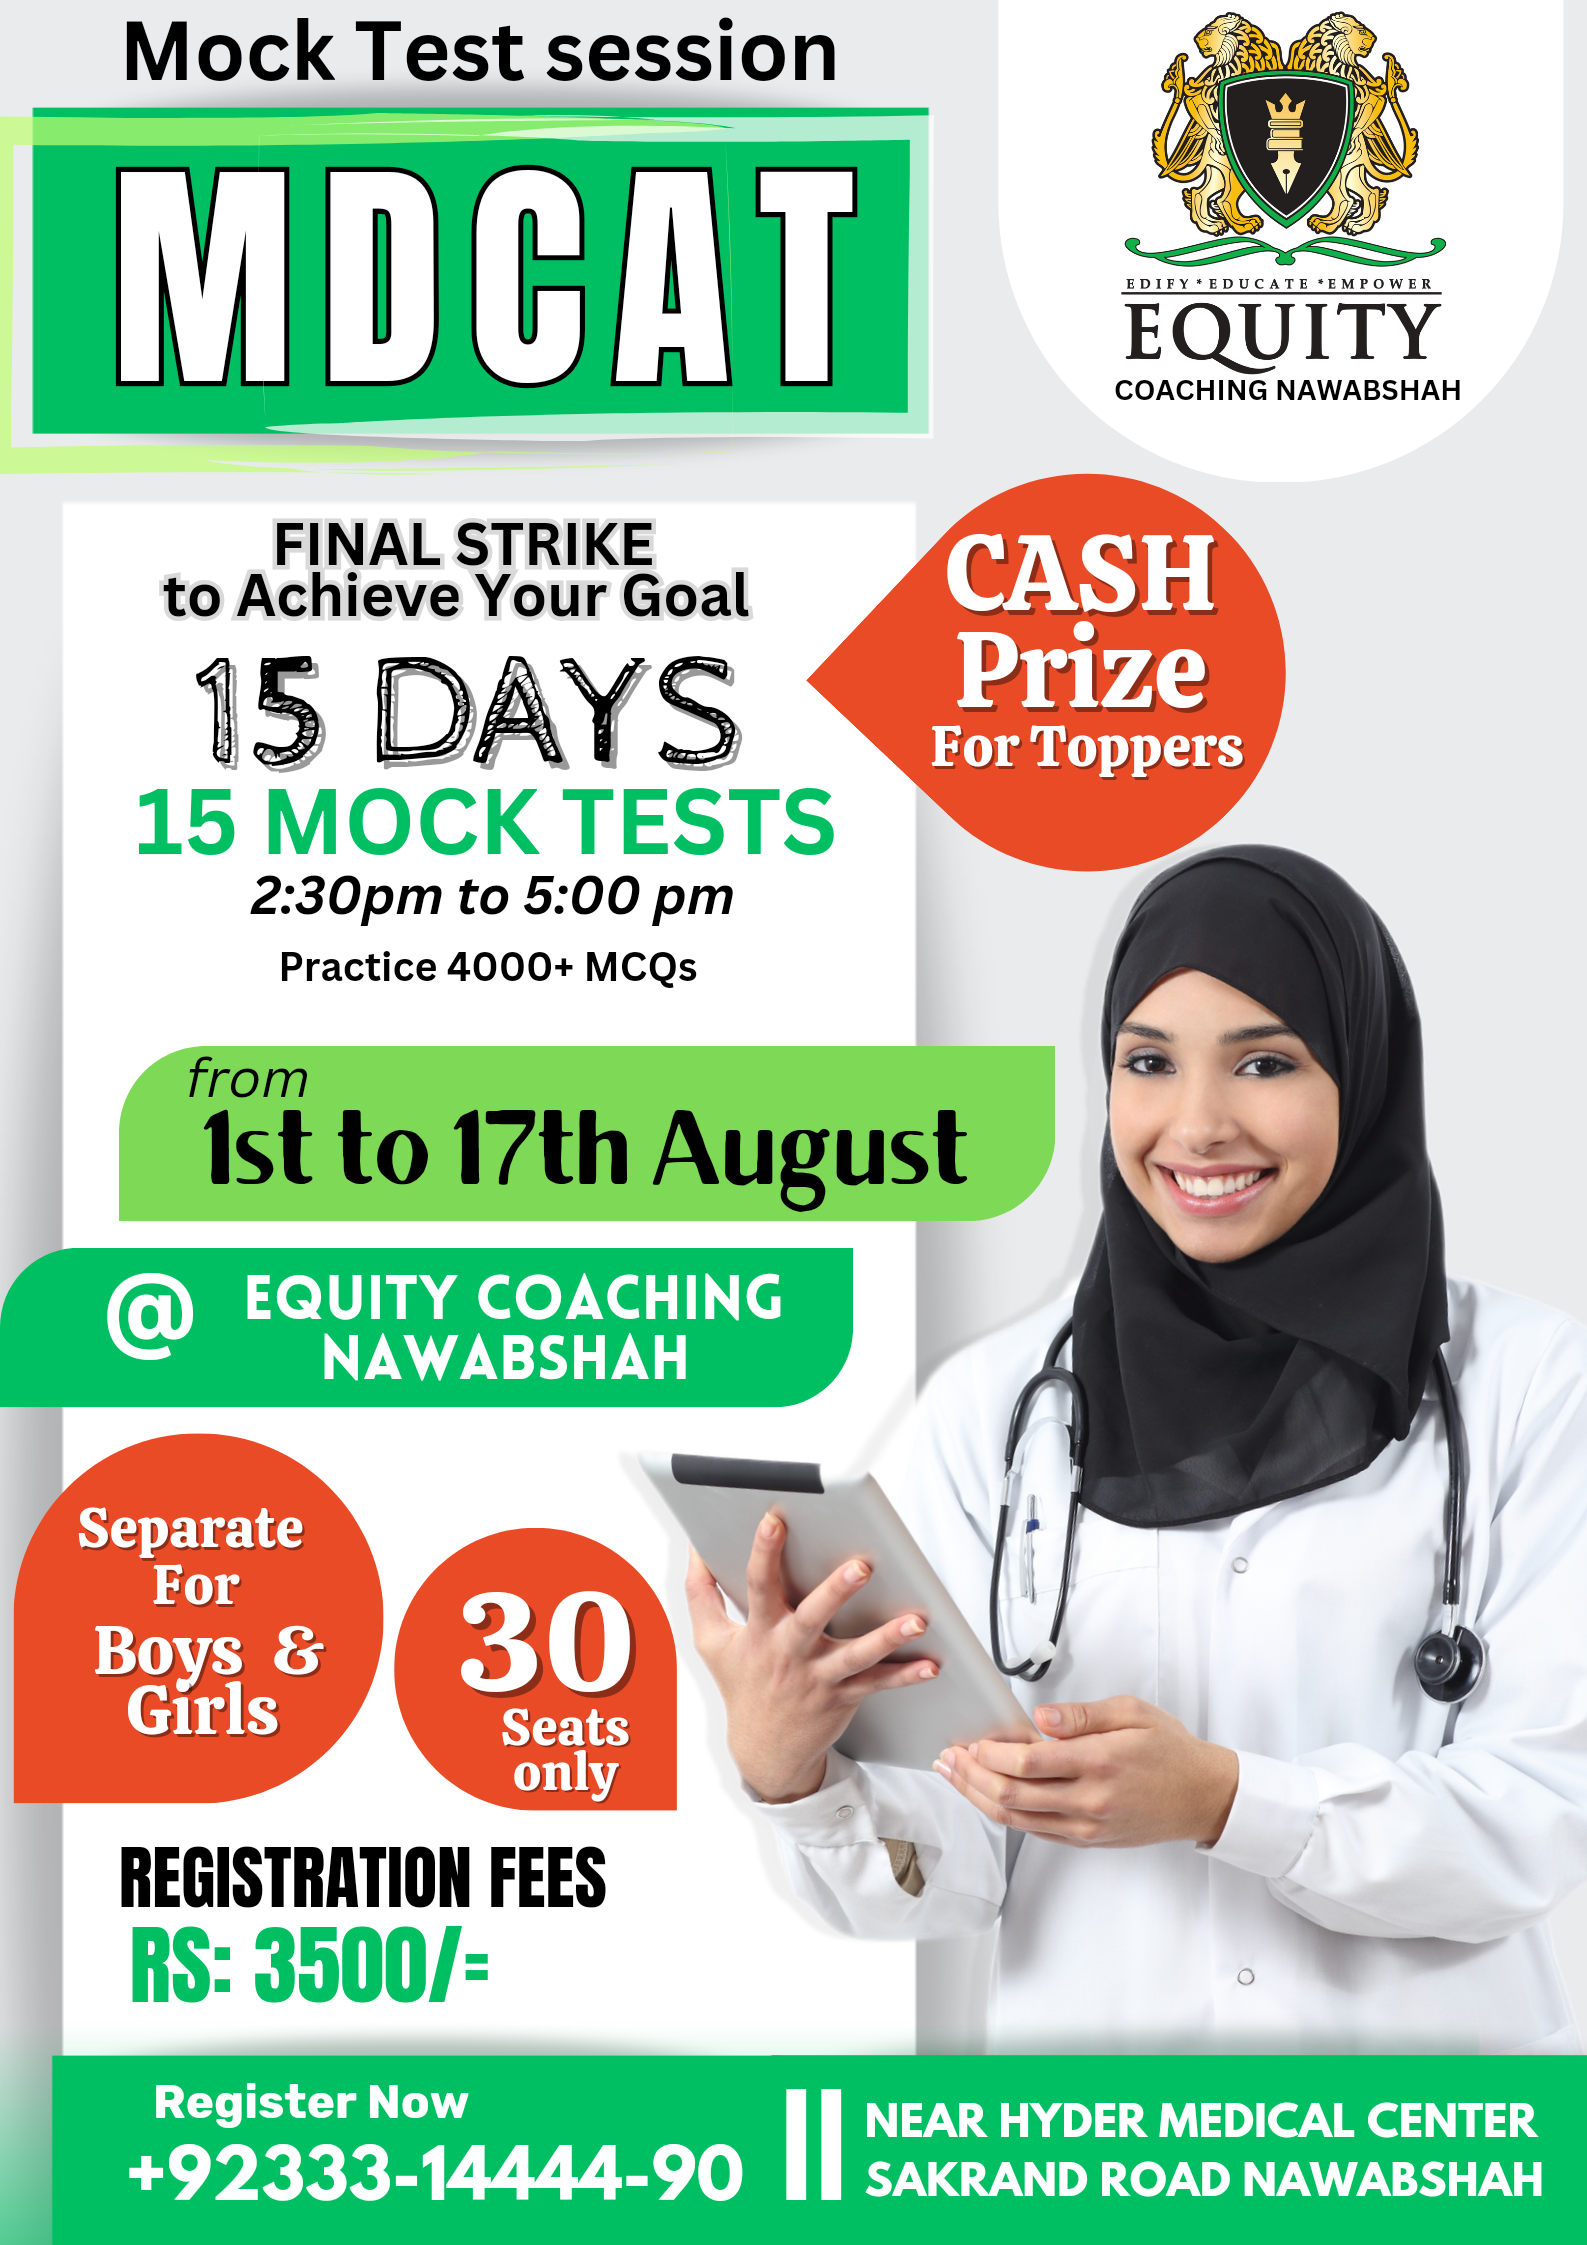 Mock Test session
MDCAT
EDIFY*EDUCATE *EMPOWER
EQUITY
COACHING NAWABSHAH
FINAL STRIKE
to Achieve Your Goal
15 DAYS
15 MOCK TESTS
2:30pm to 5:00 pm
Practice 4000+ MCQs
CASH
Prize
For Toppers
from
1st to 17th August
@ EQUITY COACHING
NAWABSHAH
Separate
For
Boys &
Girls
30
Seats
only
REGISTRATION FEES
RS: 3500/=
Register Now
+92333-14444-90
NEAR HYDER MEDICAL CENTER
SAKRAND ROAD NAWABSHAH